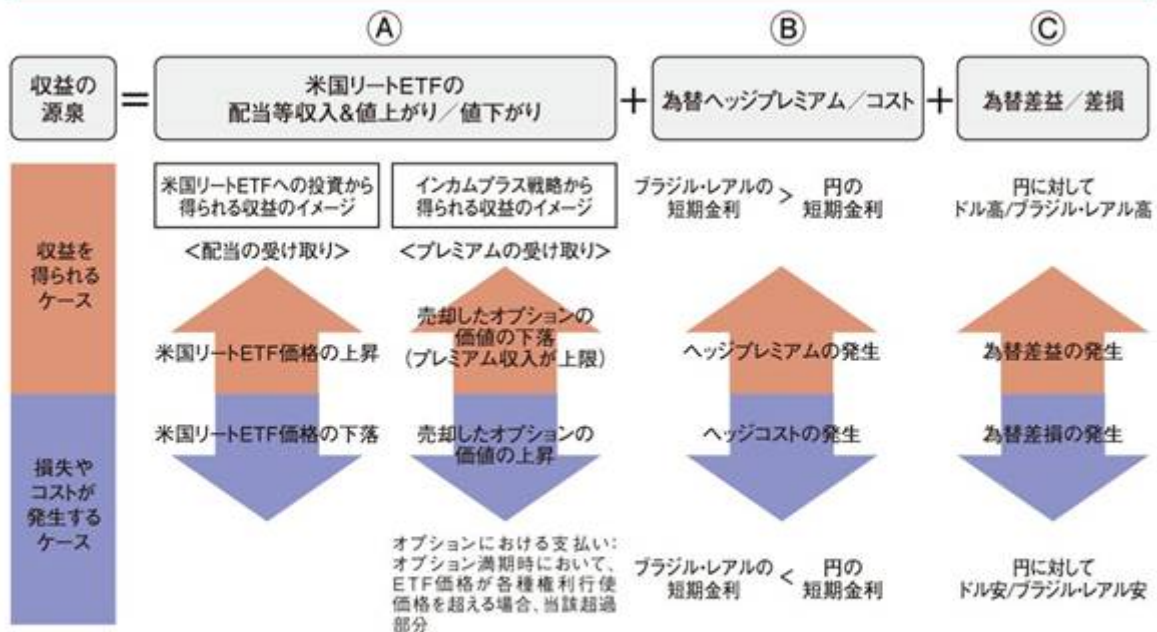 Ⓐ
Ⓑ
Ⓒ
収益の
源泉
=
米国リートETFの
配当等収入&値上がり/値下がり
+
為替ヘッジプレミアム/コスト
+
為替差益/差損
収益を
得られる
ケース
米国リートETFへの投資から
得られる収益のイメージ
<配当の受け取り>
米国リートETF価格の上昇
インカムプラス戦略から
得られる収益のイメージ
<プレミアムの受け取り>
売却したオプションの
価値の下落
(プレミアム収入が上限)
ブラジル・レアルの
短期金利
>
円の
短期金利
ヘッジプレミアムの発生
円に対して
ドル高/ブラジル・レアル高
為替差益の発生
損失や
コストが
発生する
ケース
米国リートETF価格の下落
売却したオプションの
価値の上昇
オプションにおける支払い:
オプション満期時において、
ETF価格が各種権利行使
価格を超える場合、当該超過
部分
ヘッジコストの発生
ブラジル・レアルの
短期金利
<
円の
短期金利
為替差損の発生
円に対して
ドル安/ブラジル・レアル安